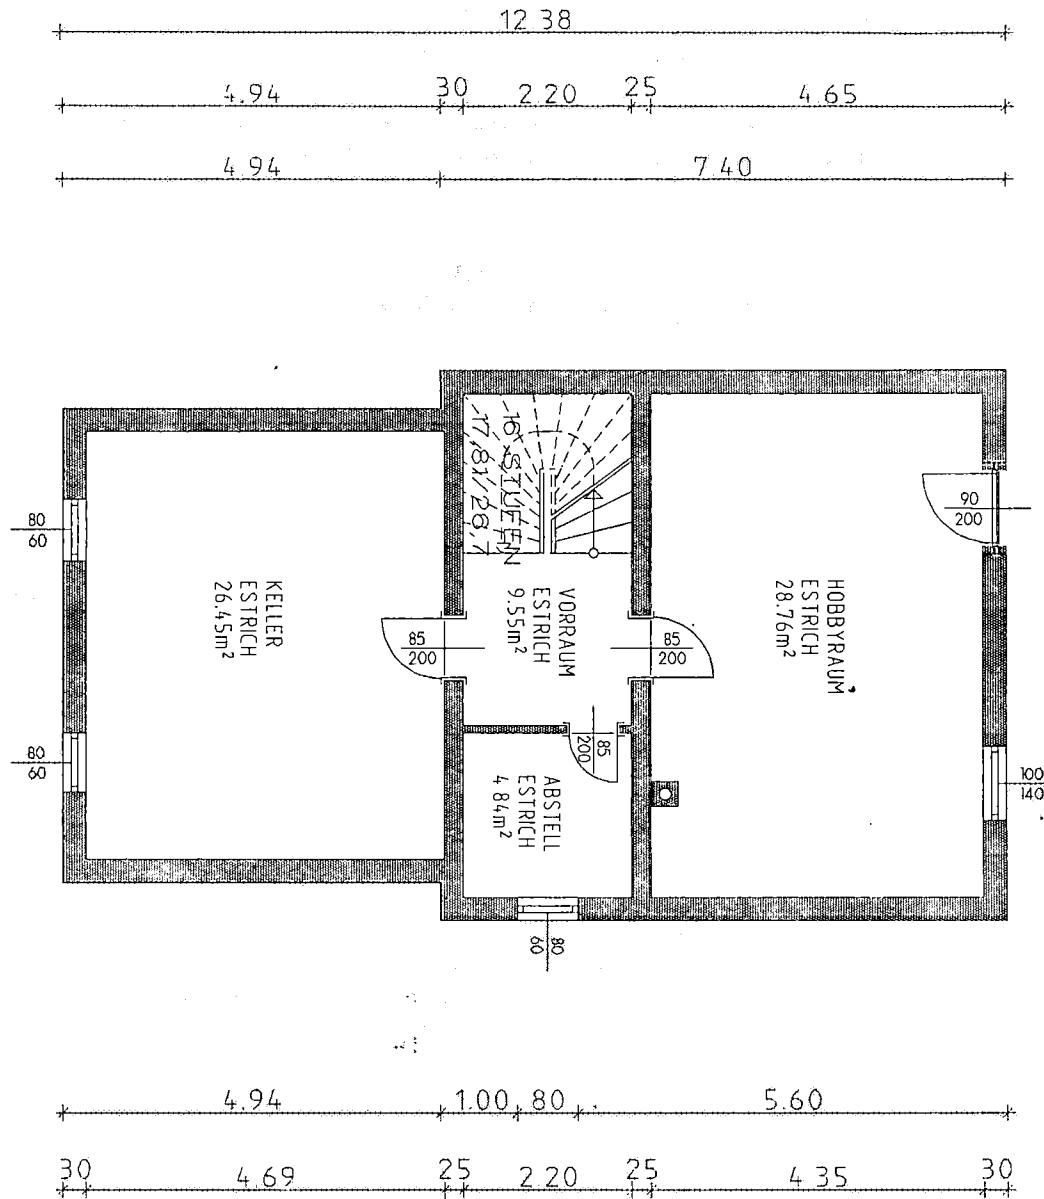 12.38
4.94 30 2.20 25 4.65
4.94 7.40
16 STUFEN
17.81/26.7
90
200
80
60
KELLER
ESTRICH
26.45m²
VORRAUM
ESTRICH
9.55m²
HOBBYRAUM
ESTRICH
28.76m²
85
200
85
200
85
200
80
60
100
140
ABSTELL
ESTRICH
4.84m²
80
60
4.94 1.00 80 5.60
30 4.69 25 2.20 25 4.35 30